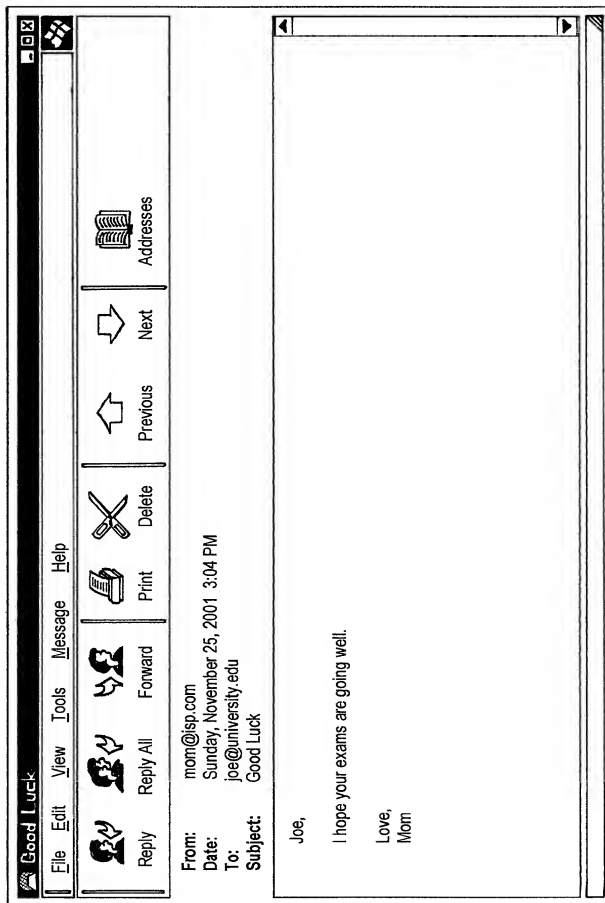 Good Luck
File Edit View Tools Message Help
Reply Reply All Forward Print Delete Previous Next Addresses
From: mom@isp.com
Date: Sunday, November 25, 2001 3:04 PM
To: joe@university.edu
Subject: Good Luck
Joe,
I hope your exams are going well.
Love,
Mom